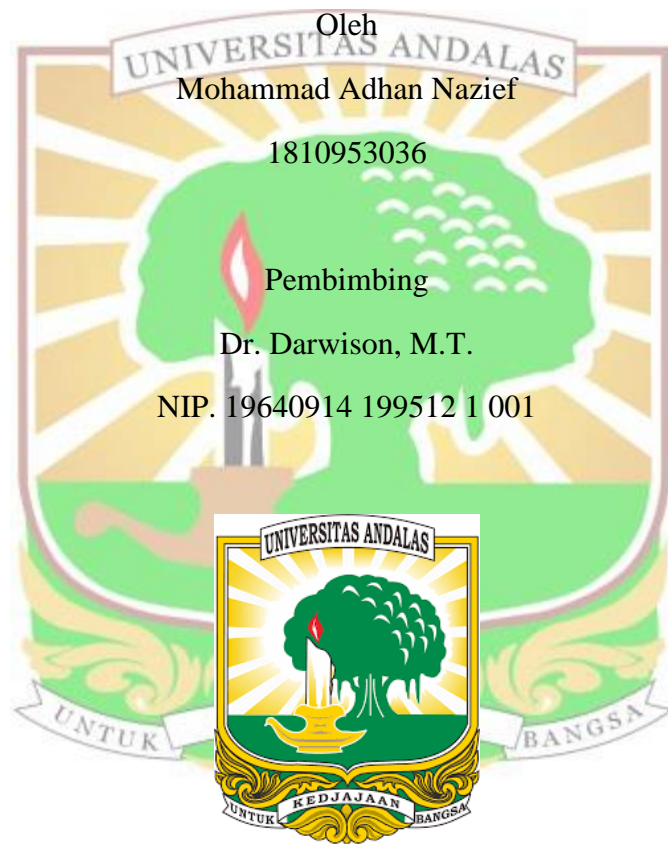 Oleh
UNIVERSITAS ANDALAS
Mohammad Adhan Nazief
1810953036
Pembimbing
Dr. Darwison, M.T.
NIP. 19640914 199512 1 001
UNIVERSITAS ANDALAS
UNTUK KEDJAJAAN BANGSA
UNTUK BANGSA